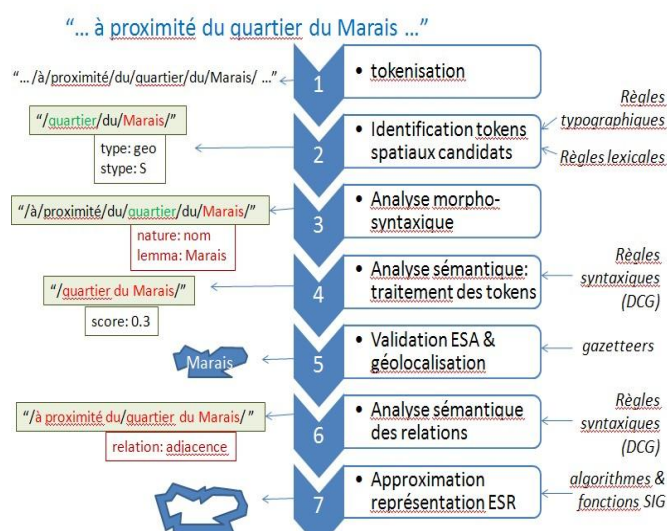 “... à proximité du quartier du Marais ...”
“.../à/proximité/du/quartier/du/Marais/ ...”
1
• tokenisation
“/quartier/du/Marais/”
type: geo
stype: S
2
• Identification tokens
spatiaux candidats
Règles
typographiques
Règles lexicales
“/à/proximité/du/quartier/du/Marais/”
nature: nom
lemma: Marais
3
• Analyse morpho-
syntaxique
“/quartier du Marais/”
score: 0.3
4
• Analyse sémantique:
traitement des tokens
Règles
syntaxiques
(DCG)
Marais
5
• Validation ESA &
géolocalisation
gazetteers
“/à proximité du/quartier du Marais/ ”
relation: adjacence
6
• Analyse sémantique
des relations
Règles
syntaxiques
(DCG)
7
• Approximation
représentation ESR
algorithmes &
fonctions SIG